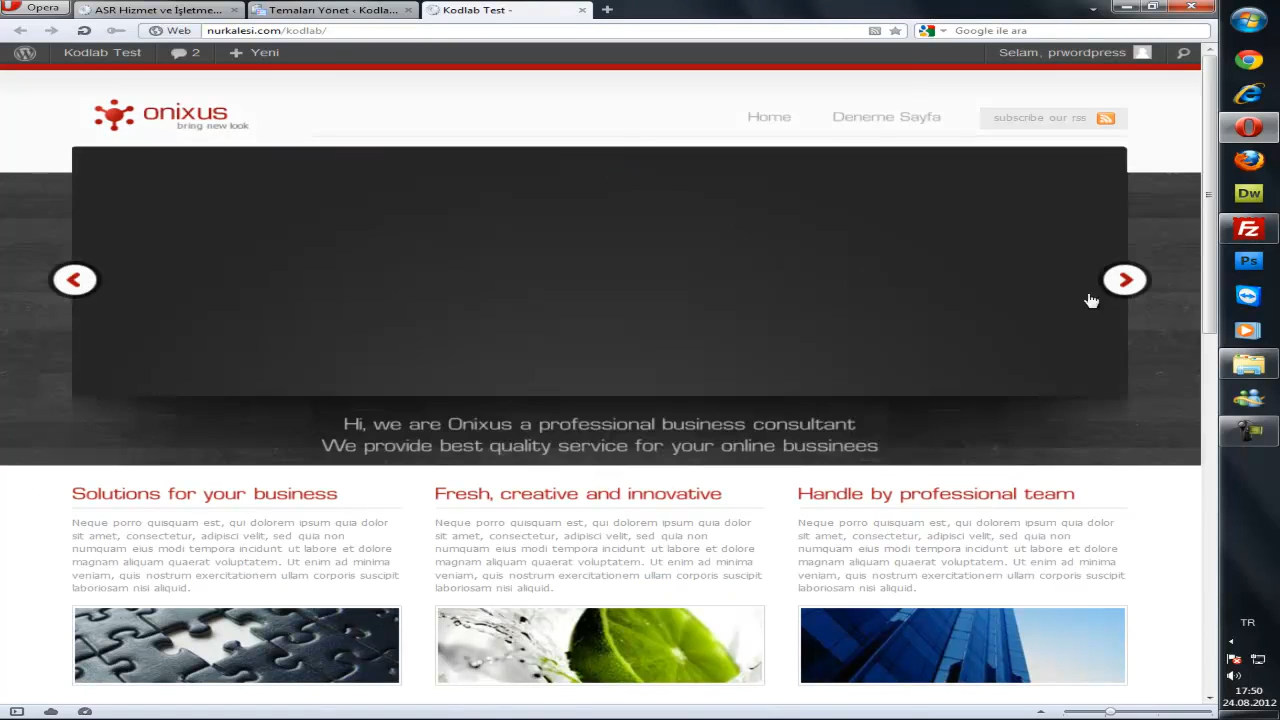 Opera
ASR Hizmet ve İşletme...
Temaları Yönet ‹ Kodla...
Kodlab Test -
Web
nurkalesi.com/kodlab/
Google ile ara
Kodlab Test
2
Yeni
Selam, prwordpress
onixus
bring new look
Home
Deneme Sayfa
subscribe our rss
Hi, we are Onixus a professional business consultant
We provide best quality service for your online bussinees
Solutions for your business
Neque porro quisquam est, qui dolorem ipsum quia dolor
sit amet, consectetur, adipisci velit, sed quia non
numquam eius modi tempora incidunt ut labore et dolore
magnam aliquam quaerat voluptatem. Ut enim ad minima
veniam, quis nostrum exercitationem ullam corporis suscipit
laboriosam nisi aliquid.
Fresh, creative and innovative
Neque porro quisquam est, qui dolorem ipsum quia dolor
sit amet, consectetur, adipisci velit, sed quia non
numquam eius modi tempora incidunt ut labore et dolore
magnam aliquam quaerat voluptatem. Ut enim ad minima
veniam, quis nostrum exercitationem ullam corporis suscipit
laboriosam nisi aliquid.
Handle by professional team
Neque porro quisquam est, qui dolorem ipsum quia dolor
sit amet, consectetur, adipisci velit, sed quia non
numquam eius modi tempora incidunt ut labore et dolore
magnam aliquam quaerat voluptatem. Ut enim ad minima
veniam, quis nostrum exercitationem ullam corporis suscipit
laboriosam nisi aliquid.
Dw
Fz
Ps
TR
17:50
24.08.2012